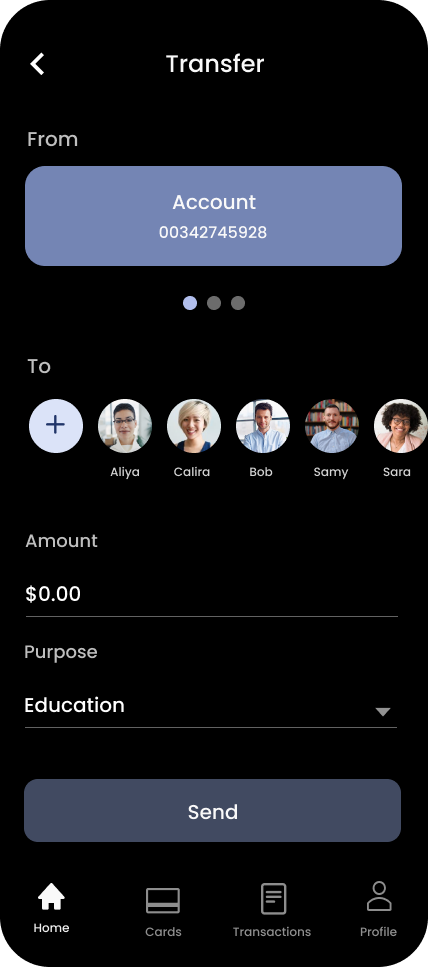 Transfer
From
Account
00342745928
To
Aliya
Calira
Bob
Samy
Sara
Amount
$0.00
Purpose
Education
Send
Home
Cards
Transactions
Profile